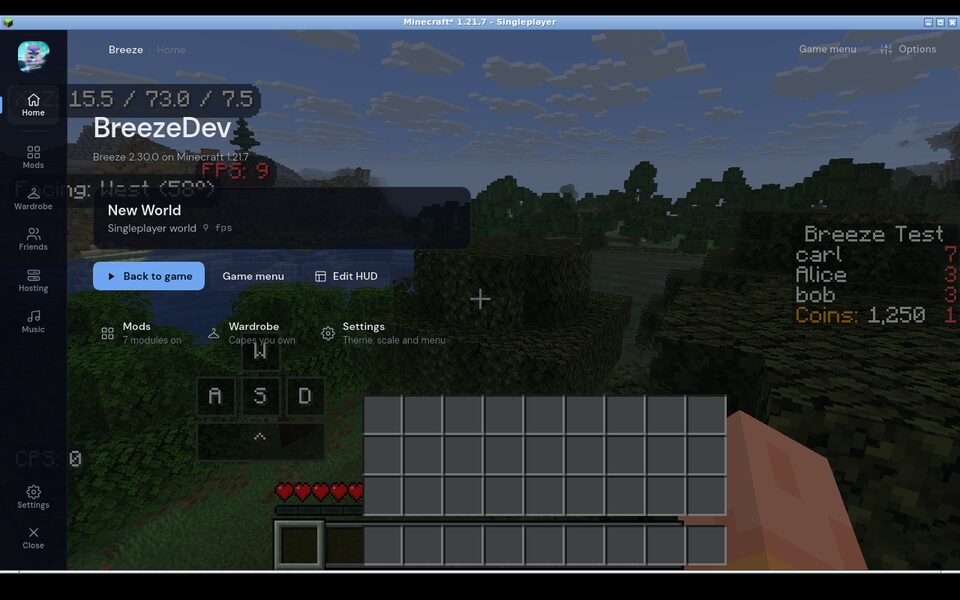 Minecraft* 1.21.7 - Singleplayer
Breeze / Home
Game menu
Options
15.5 / 73.0 / 7.5
Home
BreezeDev
Breeze 2.30.0 on Minecraft 1.21.7
Mods
FPS: 9
Facing: West (58°)
Wardrobe
New World
Singleplayer world 9 fps
Friends
Breeze Test
carl 7
Alice 3
bob 3
Coins: 1,250 1
Hosting
Back to game
Game menu
Edit HUD
Music
Mods
7 modules on
Wardrobe
Capes you own
Settings
Theme, scale and menu
W
A S D
^
CPS: 0
Settings
Close